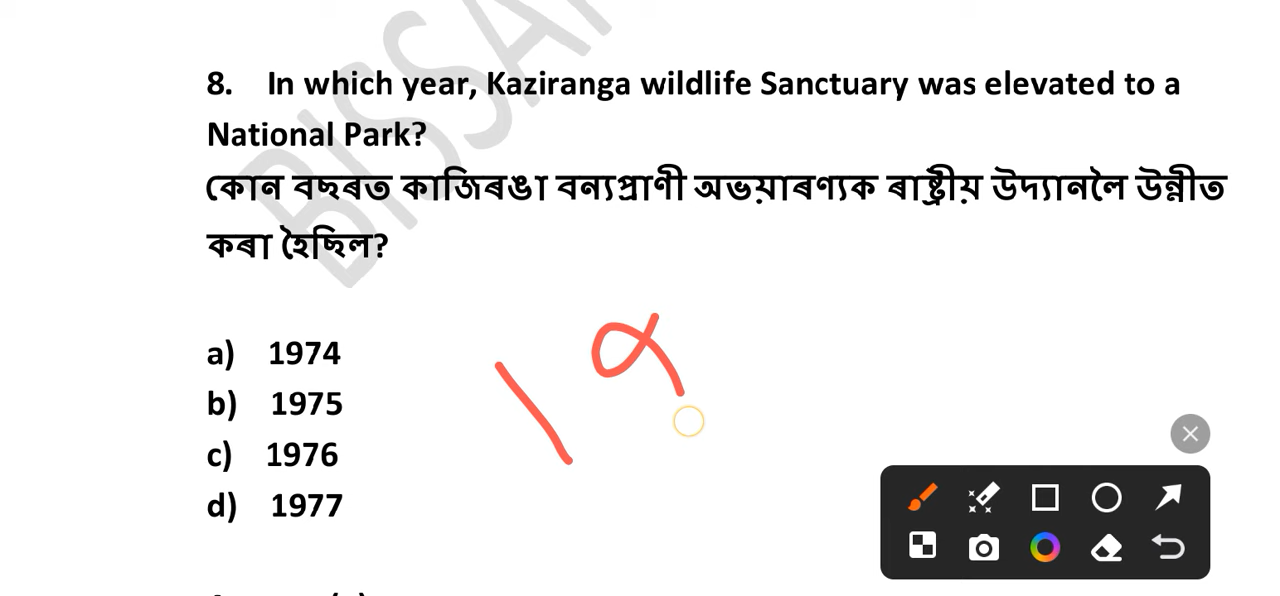 8. In which year, Kaziranga wildlife Sanctuary was elevated to a
National Park?
কোন বছৰত কাজিৰঙা বন্যপ্ৰাণী অভয়াৰণ্যক ৰাষ্ট্ৰীয় উদ্যানলৈ উন্নীত
কৰা হৈছিল?
a) 1974
b) 1975
c) 1976
d) 1977
19